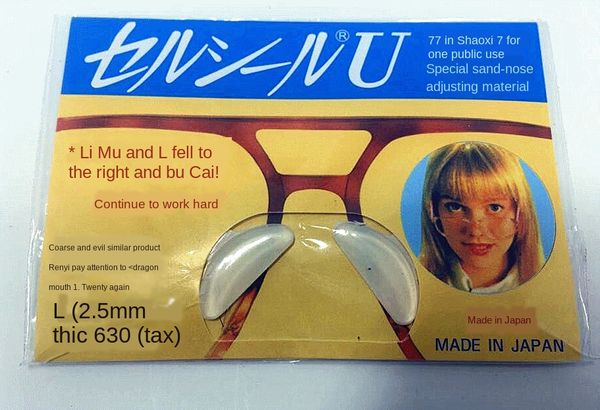 セルシール® U
77 in Shaoxi 7 for
one public use
Special sand-nose
adjusting material
* Li Mu and L fell to
the right and bu Cai!
Continue to work hard
Coarse and evil similar product
Renyi pay attention to <dragon
mouth 1. Twenty again
L (2.5mm
thic 630 (tax)
Made in Japan
MADE IN JAPAN